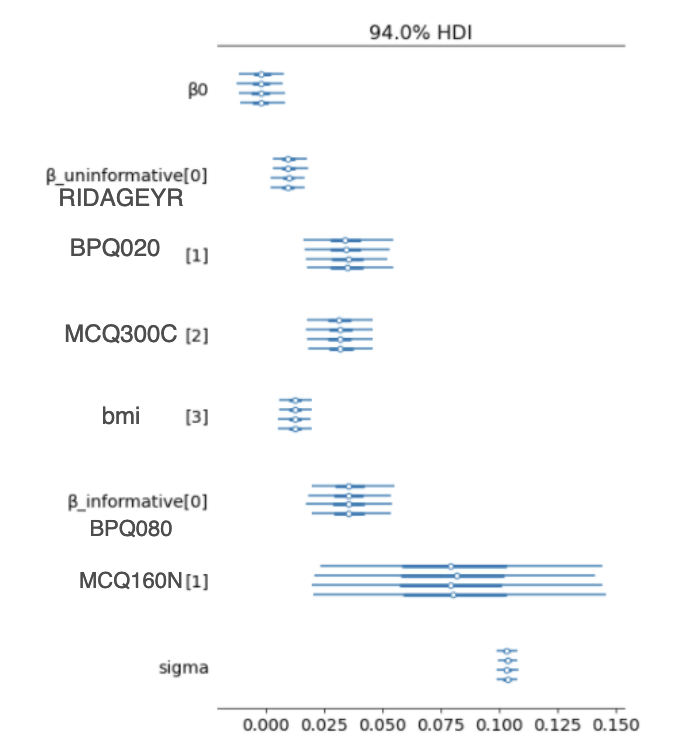 94.0% HDI
β0
β_uninformative[0]
RIDAGEYR
BPQ020 [1]
MCQ300C [2]
bmi [3]
β_informative[0]
BPQ080
MCQ160N [1]
sigma
0.000 0.025 0.050 0.075 0.100 0.125 0.150